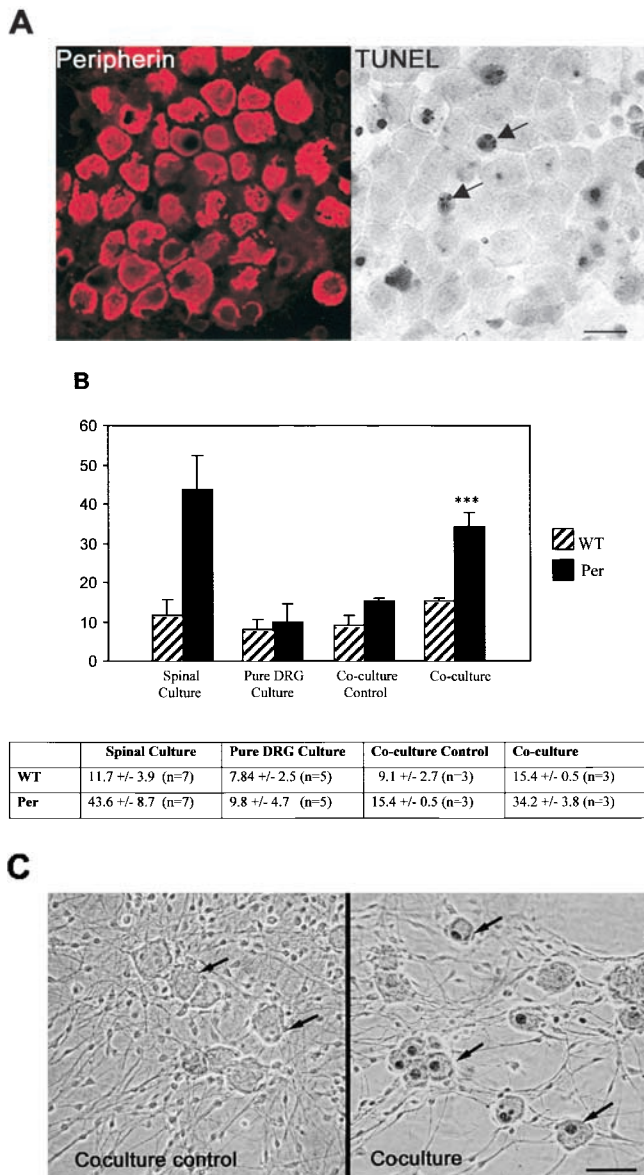 A
Peripherin
TUNEL
B
60
50
40
30
20
10
0
***
WT
Per
Spinal Culture
Pure DRG Culture
Co-culture Control
Co-culture
Spinal Culture Pure DRG Culture Co-culture Control Co-culture
WT 11.7 +/- 3.9 (n=7) 7.84 +/- 2.5 (n=5) 9.1 +/- 2.7 (n=3) 15.4 +/- 0.5 (n=3)
Per 43.6 +/- 8.7 (n=7) 9.8 +/- 4.7 (n=5) 15.4 +/- 0.5 (n=3) 34.2 +/- 3.8 (n=3)
C
Coculture control
Coculture